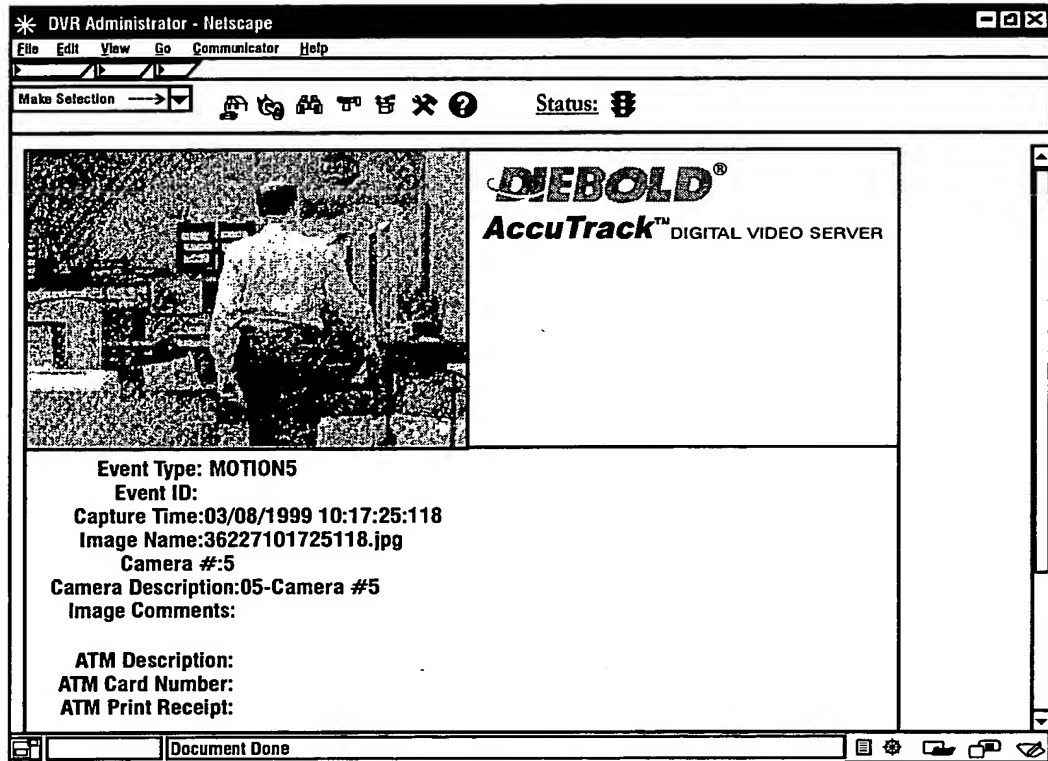 DVR Administrator - Netscape
File Edit View Go Communicator Help
Make Selection
Status:
DIEBOLD®
AccuTrack™ DIGITAL VIDEO SERVER
Event Type: MOTION5
Event ID:
Capture Time:03/08/1999 10:17:25:118
Image Name:36227101725118.jpg
Camera #:5
Camera Description:05-Camera #5
Image Comments:
ATM Description:
ATM Card Number:
ATM Print Receipt:
Document Done